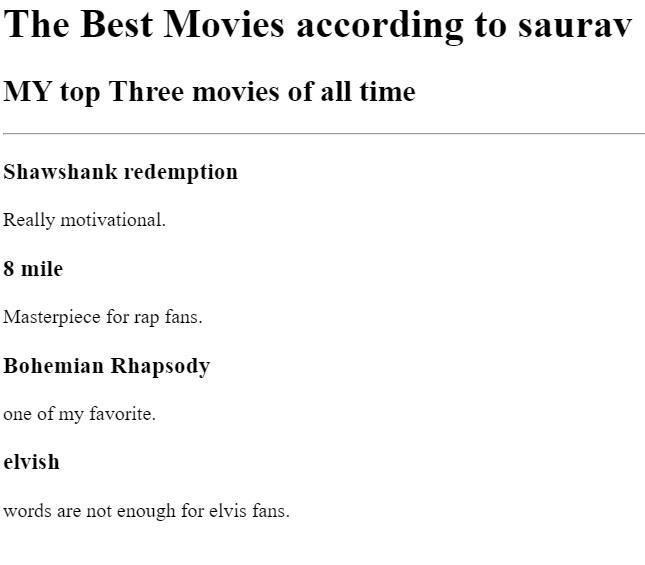 The Best Movies according to saurav
MY top Three movies of all time
Shawshank redemption
Really motivational.
8 mile
Masterpiece for rap fans.
Bohemian Rhapsody
one of my favorite.
elvish
words are not enough for elvis fans.